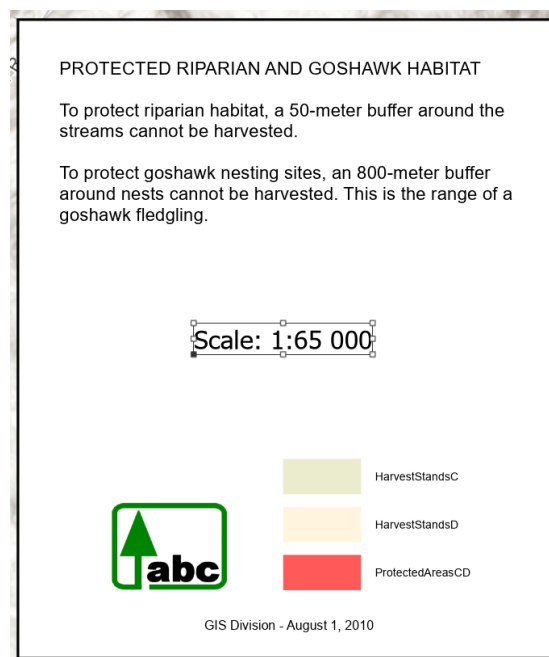 PROTECTED RIPARIAN AND GOSHAWK HABITAT
To protect riparian habitat, a 50-meter buffer around the
streams cannot be harvested.
To protect goshawk nesting sites, an 800-meter buffer
around nests cannot be harvested. This is the range of a
goshawk fledgling.
Scale: 1:65 000
HarvestStandsC
HarvestStandsD
ProtectedAreasCD
abc
GIS Division - August 1, 2010